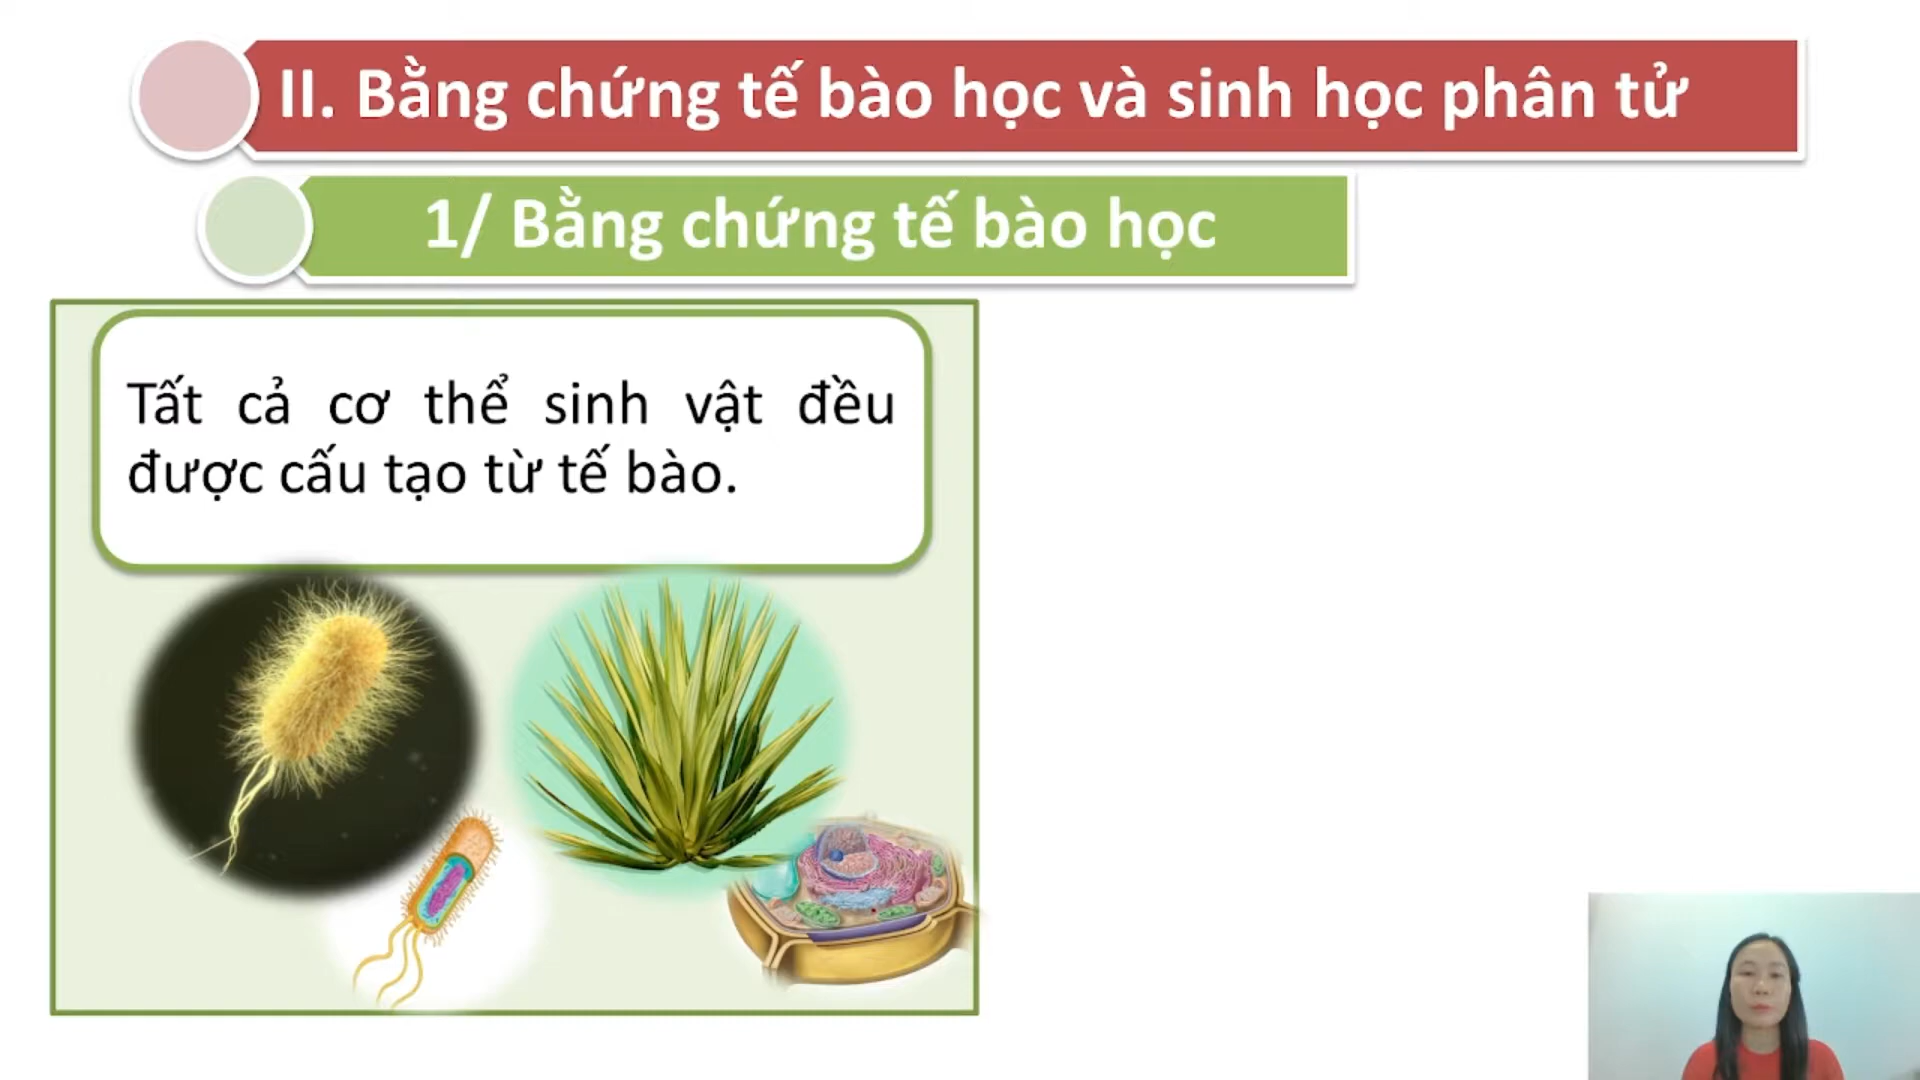 II. Bằng chứng tế bào học và sinh học phân tử
1/ Bằng chứng tế bào học
Tất cả cơ thể sinh vật đều
được cấu tạo từ tế bào.